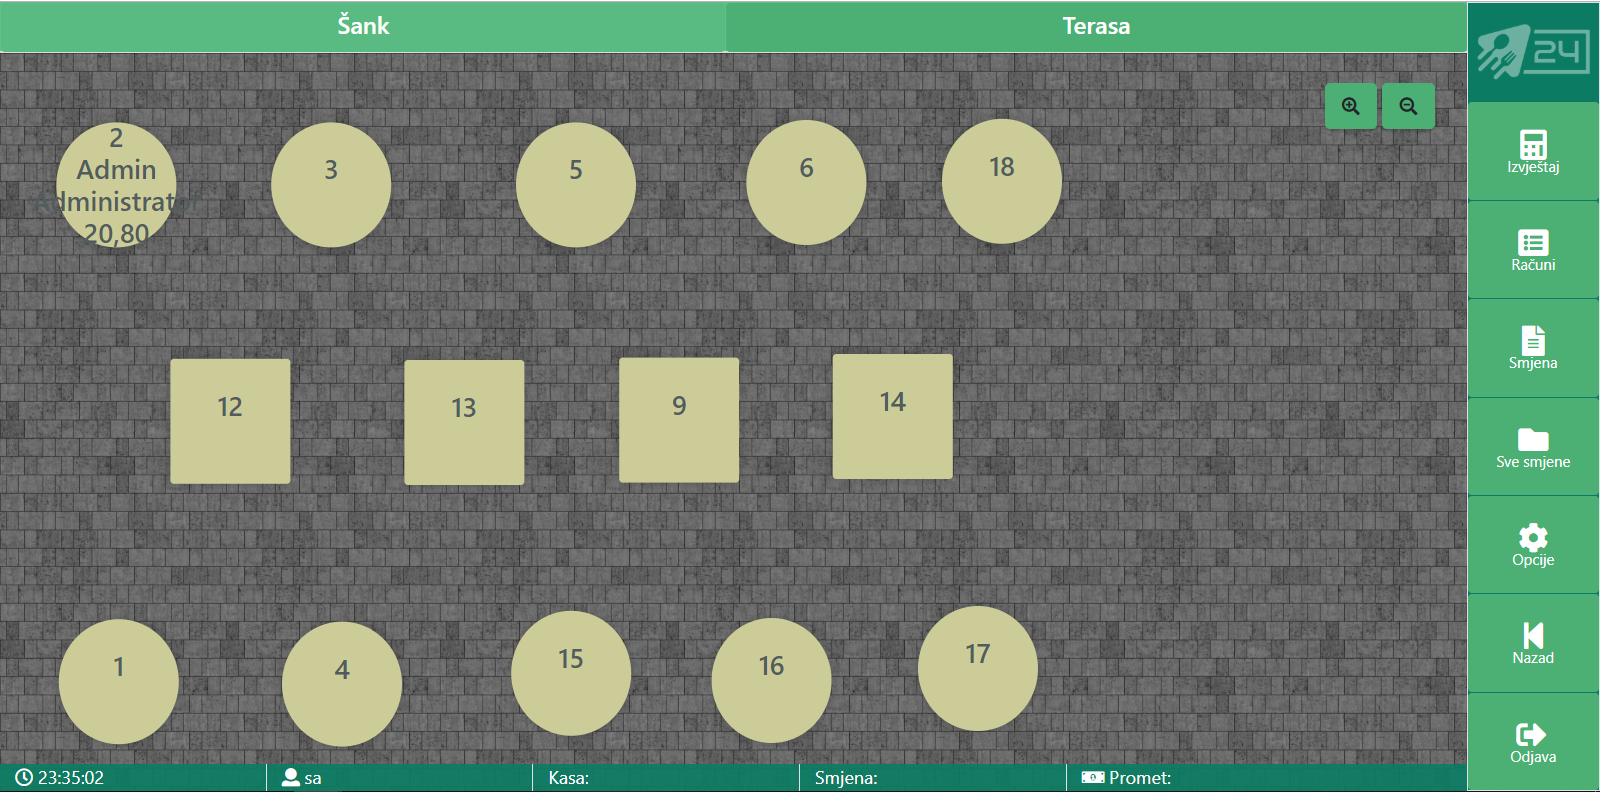 Šank
Terasa
24
2
Admin
Administrator
20,80
3
5
6
18
12
13
9
14
1
4
15
16
17
Izvještaj
Računi
Smjena
Sve smjene
Opcije
Nazad
Odjava
23:35:02
sa
Kasa:
Smjena:
Promet: